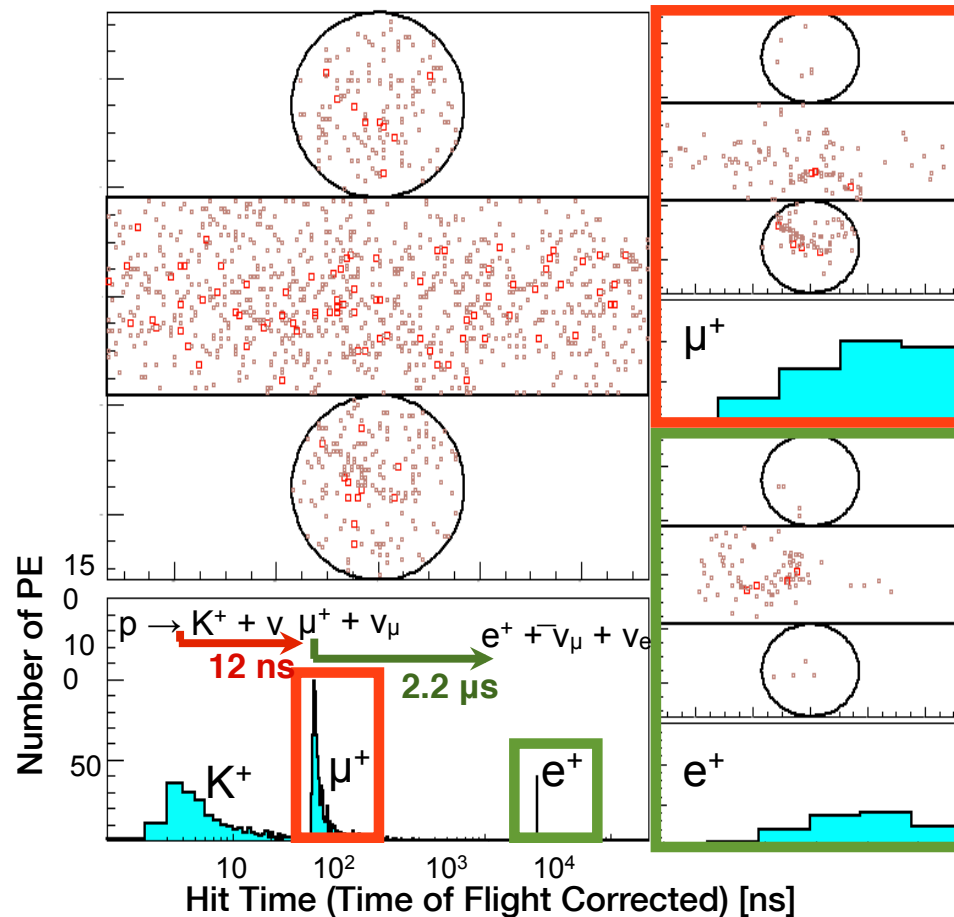 μ⁺
e⁺
Number of PE
15
0
10
0
50
p → K⁺ + ν μ⁺ + ν_μ
e⁺ + ν̄_μ + ν_e
12 ns
2.2 μs
K⁺
μ⁺
e⁺
10
10²
10³
10⁴
Hit Time (Time of Flight Corrected) [ns]